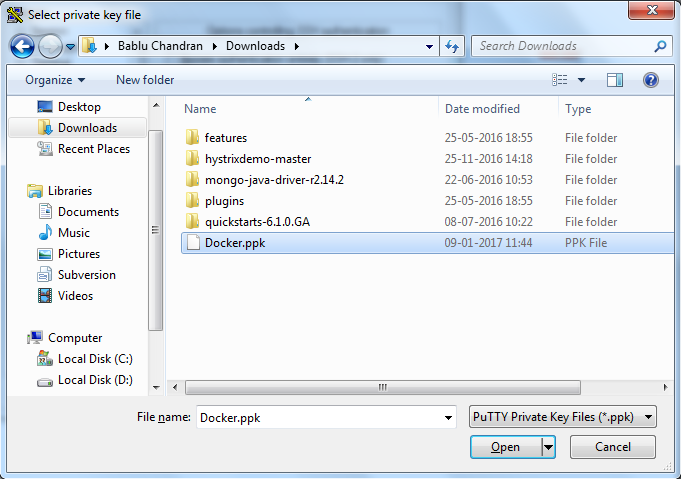 Select private key file
Bablu Chandran
Downloads
Search Downloads
Organize
New folder
Desktop
Downloads
Recent Places
Libraries
Documents
Music
Pictures
Subversion
Videos
Computer
Local Disk (C:)
Local Disk (D:)
Name Date modified Type
features 25-05-2016 18:55 File folder
hystrixdemo-master 25-11-2016 14:18 File folder
mongo-java-driver-r2.14.2 22-06-2016 10:53 File folder
plugins 25-05-2016 18:55 File folder
quickstarts-6.1.0.GA 08-07-2016 10:22 File folder
Docker.ppk 09-01-2017 11:44 PPK File
File name: Docker.ppk PuTTY Private Key Files (*.ppk)
Open Cancel